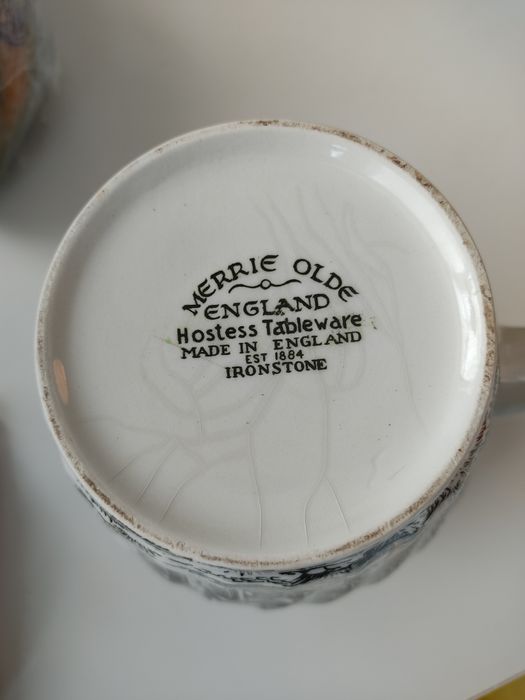 MERRIE OLDE
ENGLAND
Hostess Tableware
MADE IN ENGLAND
EST 1884
IRONSTONE